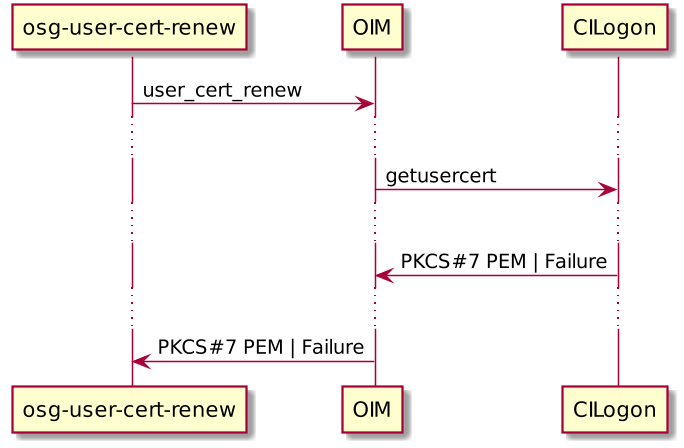 osg-user-cert-renew OIM CILogon
user_cert_renew
getusercert
PKCS#7 PEM | Failure
PKCS#7 PEM | Failure
osg-user-cert-renew OIM CILogon